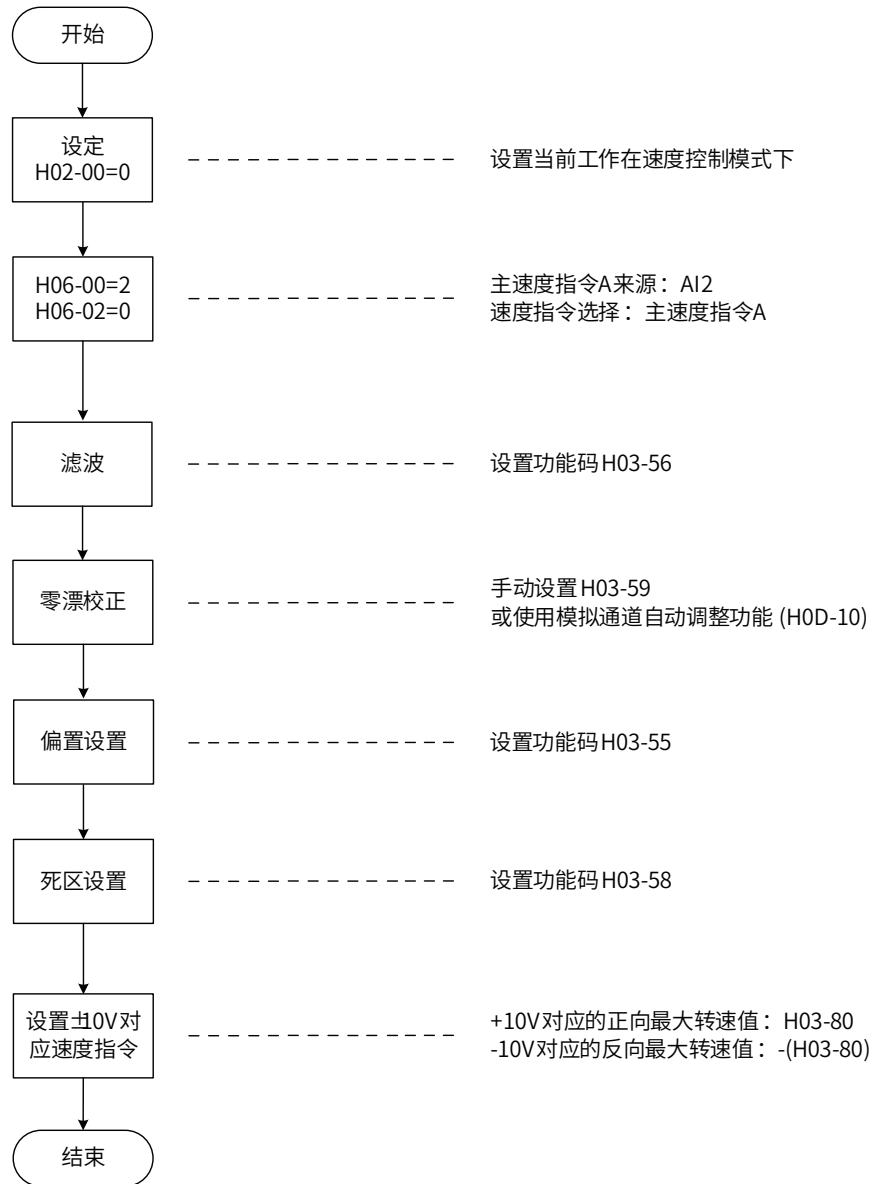 开始
设定
H02-00=0
设置当前工作在速度控制模式下
H06-00=2
H06-02=0
主速度指令A来源：AI2
速度指令选择：主速度指令A
滤波
设置功能码H03-56
零漂校正
手动设置H03-59
或使用模拟通道自动调整功能 (H0D-10)
偏置设置
设置功能码H03-55
死区设置
设置功能码H03-58
设置±10V对
应速度指令
+10V对应的正向最大转速值：H03-80
-10V对应的反向最大转速值：-(H03-80)
结束